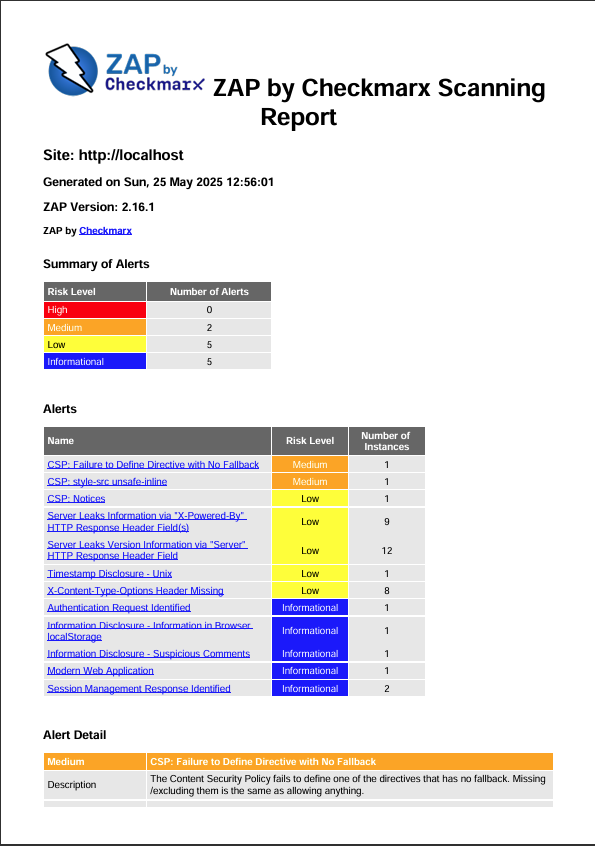 ZAP by
Checkmarx
ZAP by Checkmarx Scanning
Report
Site: http://localhost
Generated on Sun, 25 May 2025 12:56:01
ZAP Version: 2.16.1
ZAP by Checkmarx
Summary of Alerts
Risk Level Number of Alerts
High 0
Medium 2
Low 5
Informational 5
Alerts
Name Risk Level Number of Instances
CSP: Failure to Define Directive with No Fallback Medium 1
CSP: style-src unsafe-inline Medium 1
CSP: Notices Low 1
Server Leaks Information via "X-Powered-By"
HTTP Response Header Field(s) Low 9
Server Leaks Version Information via "Server"
HTTP Response Header Field Low 12
Timestamp Disclosure - Unix Low 1
X-Content-Type-Options Header Missing Low 8
Authentication Request Identified Informational 1
Information Disclosure - Information in Browser
localStorage Informational 1
Information Disclosure - Suspicious Comments Informational 1
Modern Web Application Informational 1
Session Management Response Identified Informational 2
Alert Detail
Medium CSP: Failure to Define Directive with No Fallback
Description The Content Security Policy fails to define one of the directives that has no fallback. Missing
/excluding them is the same as allowing anything.